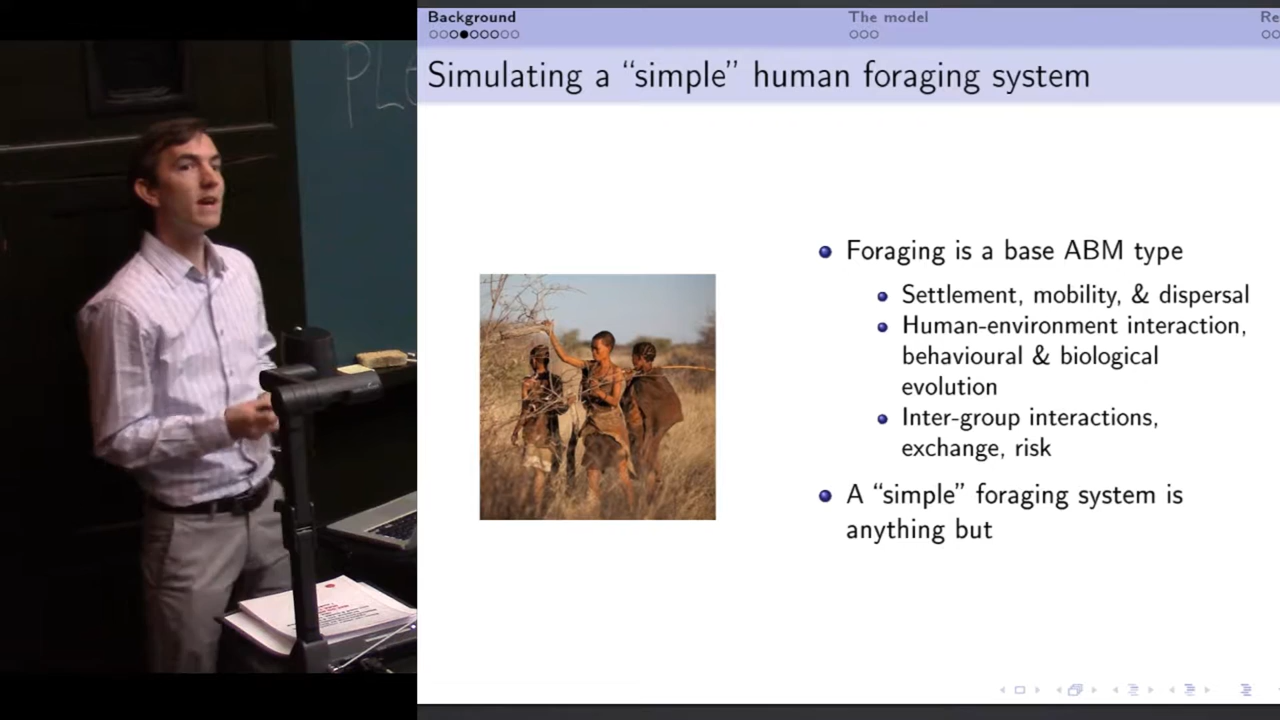 Background
The model
Re
Simulating a “simple” human foraging system
Foraging is a base ABM type
Settlement, mobility, & dispersal
Human-environment interaction,
behavioural & biological
evolution
Inter-group interactions,
exchange, risk
A “simple” foraging system is
anything but